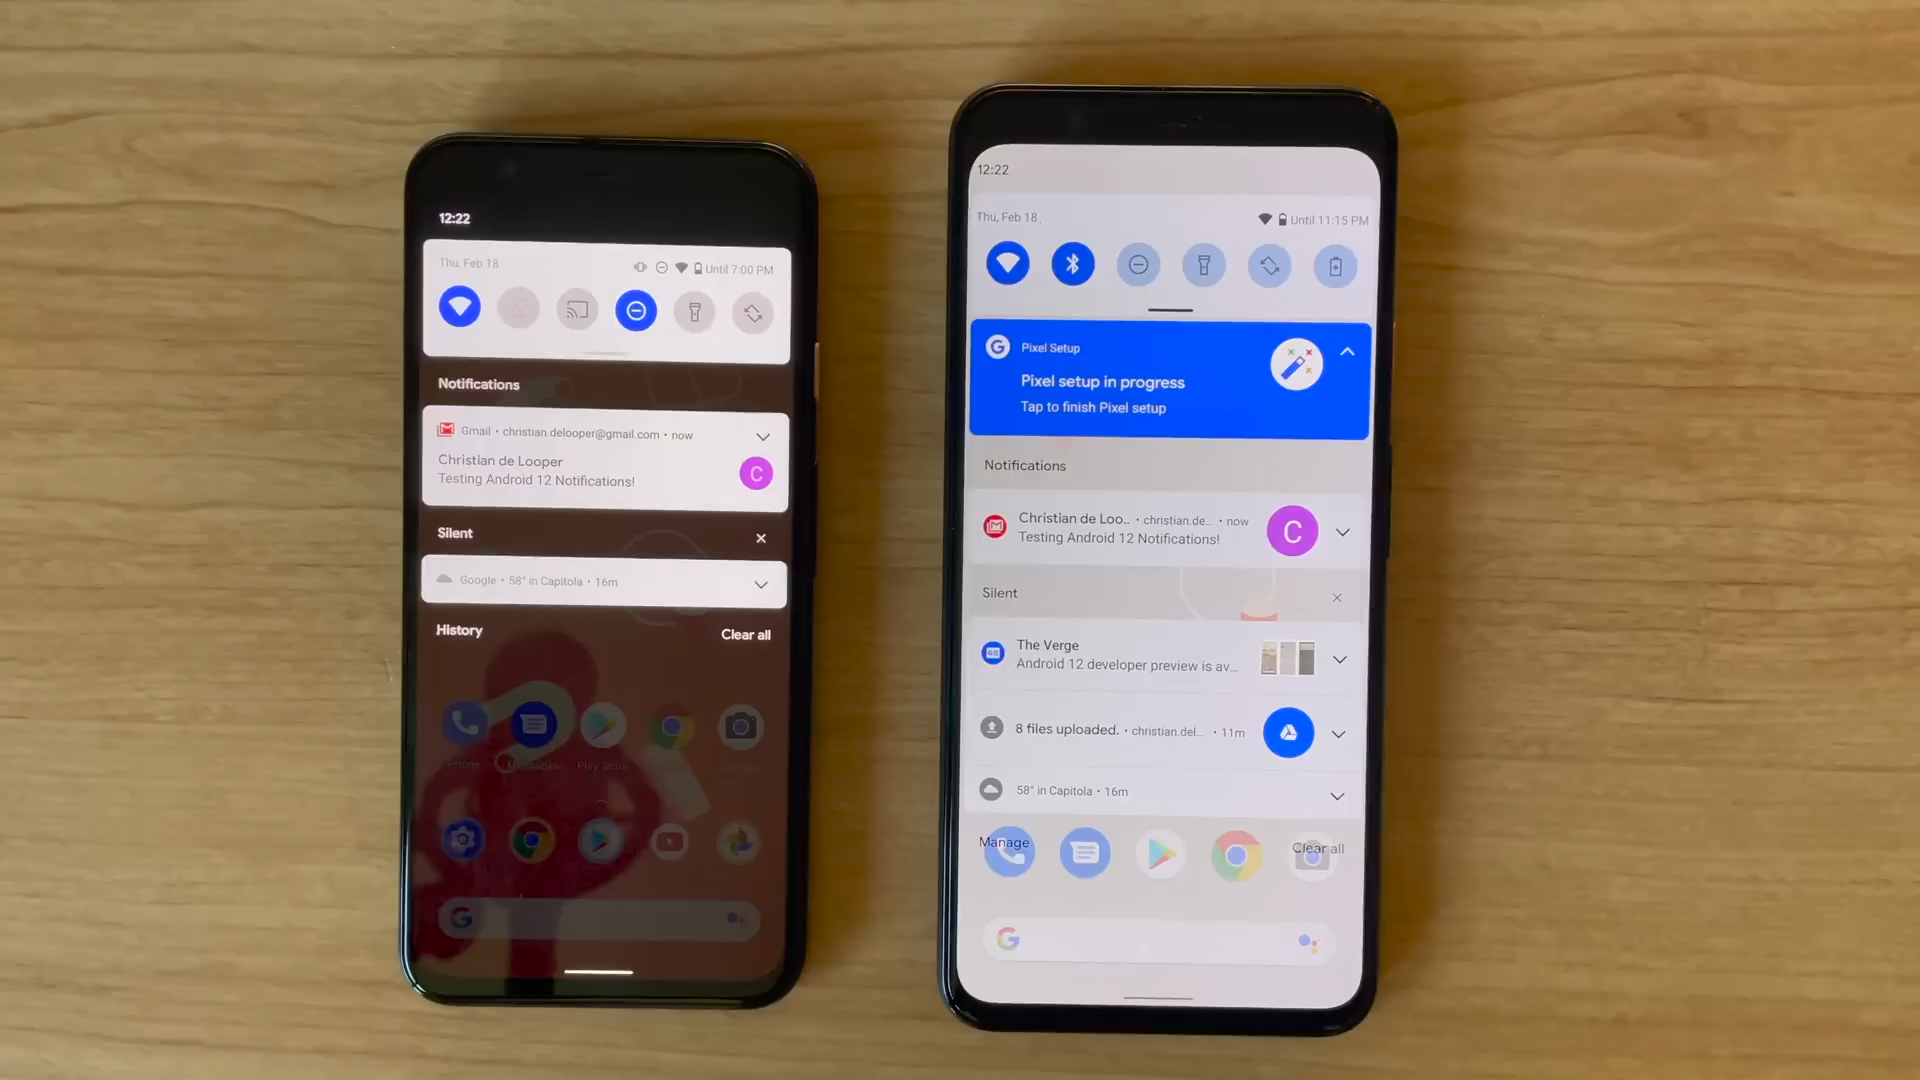 12:22
Thu, Feb 18
Until 7:00 PM
Notifications
Gmail • christian.delooper@gmail.com • now
Christian de Looper
Testing Android 12 Notifications!
C
Silent
Google • 58° in Capitola • 16m
History
Clear all
Phone
Messages
Play Store
G
12:22
Thu, Feb 18
Until 11:15 PM
G
Pixel Setup
Pixel setup in progress
Tap to finish Pixel setup
Notifications
Christian de Loo.. • christian.de... • now
Testing Android 12 Notifications!
C
Silent
The Verge
Android 12 developer preview is av...
8 files uploaded. • christian.del... • 11m
58° in Capitola • 16m
Manage
Clear all
G